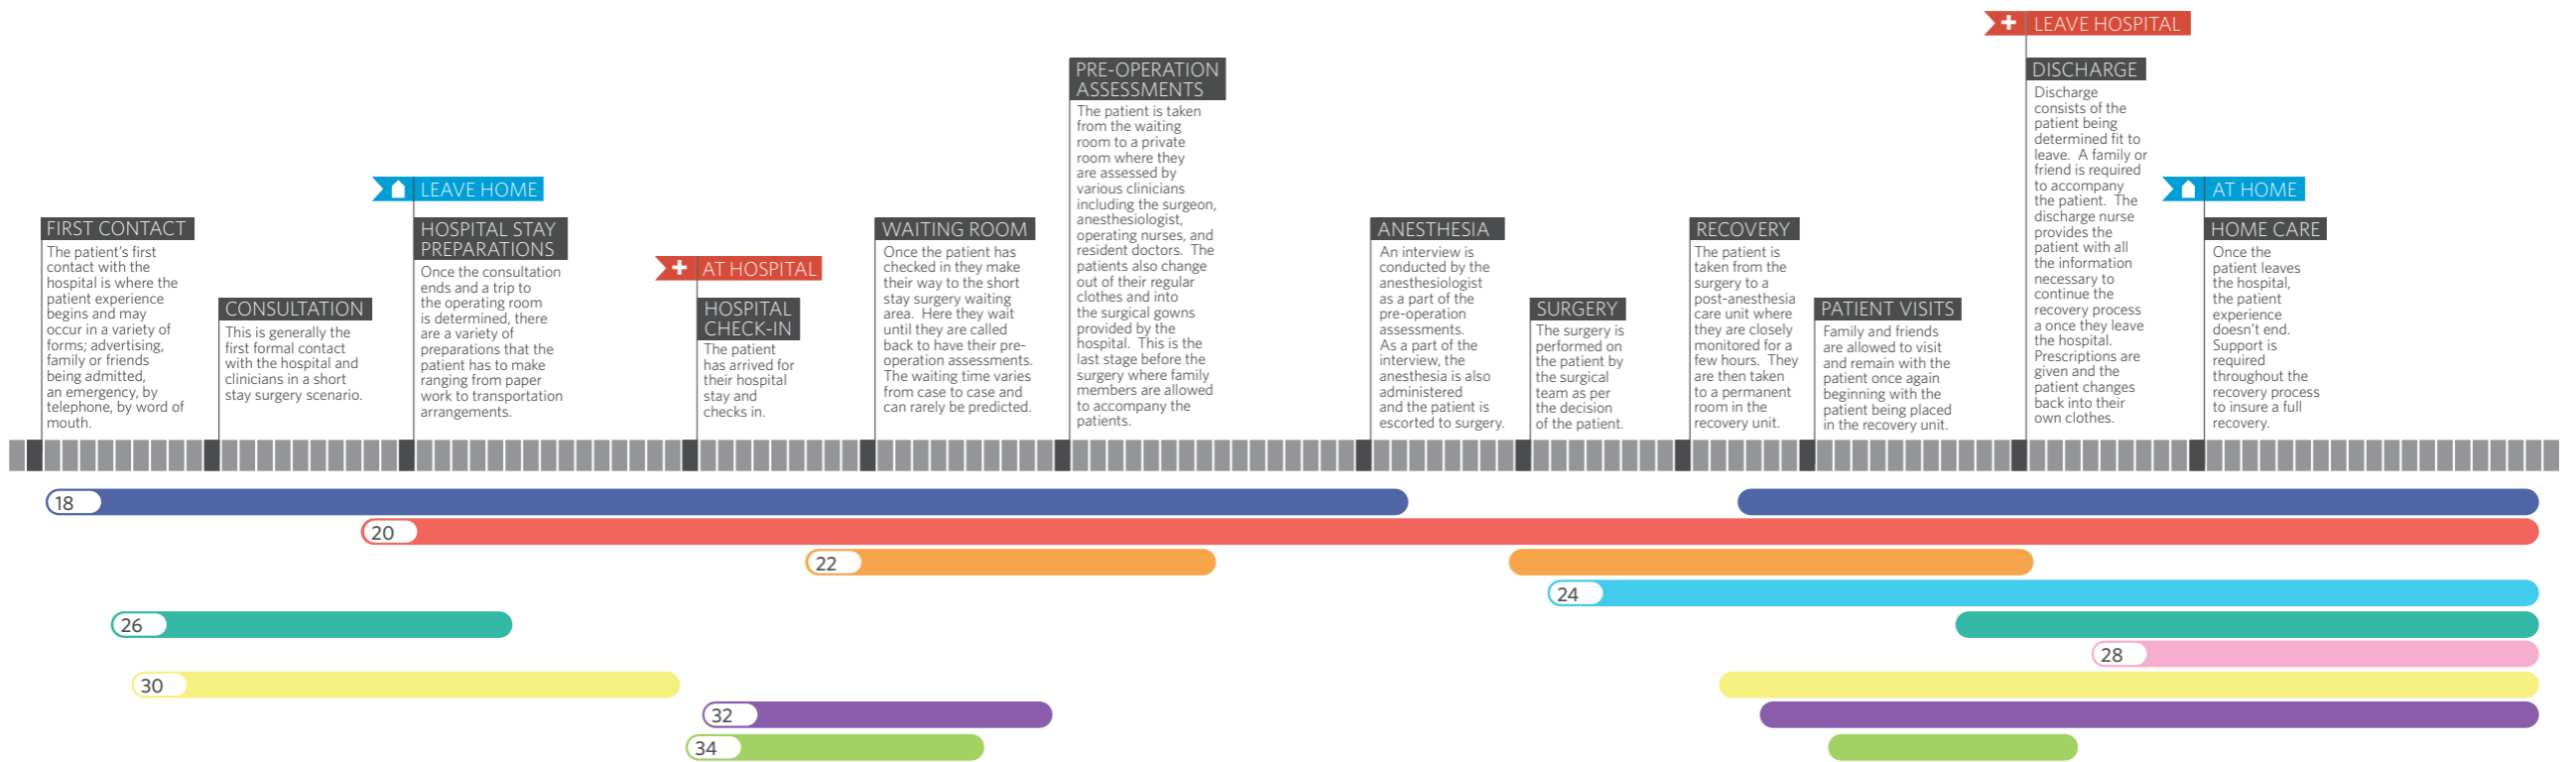 FIRST CONTACT
The patient's first
contact with the
hospital is where the
patient experience
begins and may
occur in a variety of
forms; advertising,
family or friends
being admitted,
an emergency, by
telephone, by word of
mouth.
CONSULTATION
This is generally the
first formal contact
with the hospital and
clinicians in a short
stay surgery scenario.
LEAVE HOME
HOSPITAL STAY
PREPARATIONS
Once the consultation
ends and a trip to
the operating room
is determined, there
are a variety of
preparations that the
patient has to make
ranging from paper
work to transportation
arrangements.
AT HOSPITAL
HOSPITAL
CHECK-IN
The patient
has arrived for
their hospital
stay and
checks in.
WAITING ROOM
Once the patient has
checked in they make
their way to the short
stay surgery waiting
area. Here they wait
until they are called
back to have their pre-
operation assessments.
The waiting time varies
from case to case and
can rarely be predicted.
PRE-OPERATION
ASSESSMENTS
The patient is taken
from the waiting
room to a private
room where they
are assessed by
various clinicians
including the surgeon,
anesthesiologist,
operating nurses, and
resident doctors. The
patients also change
out of their regular
clothes and into
the surgical gowns
provided by the
hospital. This is the
last stage before the
surgery where family
members are allowed
to accompany the
patients.
ANESTHESIA
An interview is
conducted by the
anesthesiologist
as a part of the
pre-operation
assessments.
As a part of the
interview, the
anesthesia is also
administered
and the patient is
escorted to surgery.
SURGERY
The surgery is
performed on
the patient by
the surgical
team as per
the decision
of the patient.
RECOVERY
The patient is
taken from the
surgery to a
post-anesthesia
care unit where
they are closely
monitored for a
few hours. They
are then taken
to a permanent
room in the
recovery unit.
PATIENT VISITS
Family and friends
are allowed to visit
and remain with the
patient once again
beginning with the
patient being placed
in the recovery unit.
LEAVE HOSPITAL
DISCHARGE
Discharge
consists of the
patient being
determined fit to
leave. A family or
friend is required
to accompany
the patient. The
discharge nurse
provides the
patient with all
the information
necessary to
continue the
recovery process
a once they leave
the hospital.
Prescriptions are
given and the
patient changes
back into their
own clothes.
AT HOME
HOME CARE
Once the
patient leaves
the hospital,
the patient
experience
doesn't end.
Support is
required
throughout the
recovery process
to insure a full
recovery.
18
20
22
24
26
28
30
32
34